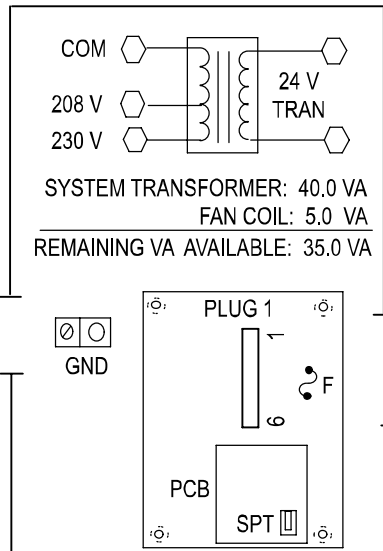 COM
208 V
230 V
24 V
TRAN
SYSTEM TRANSFORMER: 40.0 VA
FAN COIL: 5.0 VA
REMAINING VA AVAILABLE: 35.0 VA
GND
PLUG 1
1
F
6
PCB
SPT